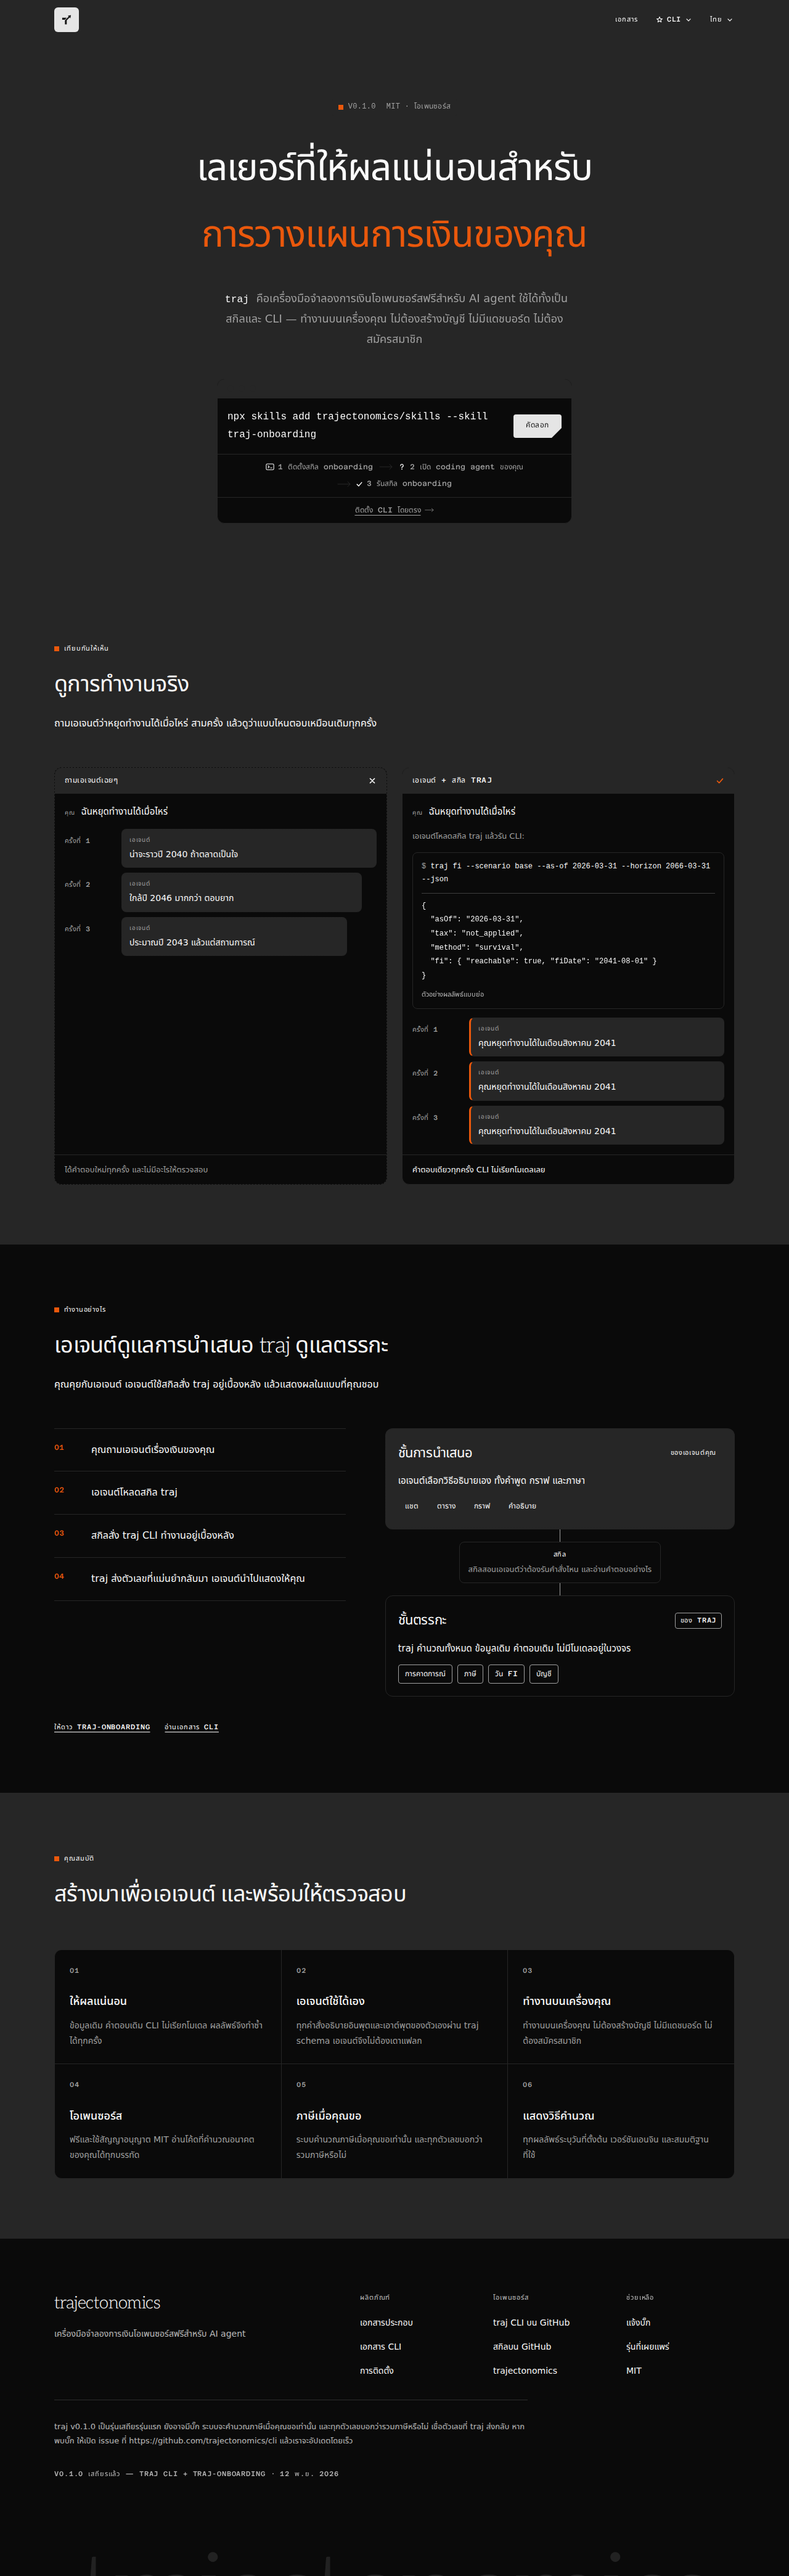 เอกสาร
CLI
ไทย
V0.1.0 MIT · โอเพนซอร์ส
เลเยอร์ที่ให้ผลแน่นอนสำหรับ
การวางแผนการเงินของคุณ
traj คือเครื่องมือจำลองการเงินโอเพนซอร์สฟรีสำหรับ AI agent ใช้ได้ทั้งเป็น
สกิลและ CLI — ทำงานบนเครื่องคุณ ไม่ต้องสร้างบัญชี ไม่มีแดชบอร์ด ไม่ต้อง
สมัครสมาชิก
npx skills add trajectonomics/skills --skill
traj-onboarding
คัดลอก
1 ติดตั้งสกิล onboarding ? 2 เปิด coding agent ของคุณ
3 รันสกิล onboarding
ติดตั้ง CLI โดยตรง
เทียบกันให้เห็น
ดูการทำงานจริง
ถามเอเจนต์ว่าหยุดทำงานได้เมื่อไหร่ สามครั้ง แล้วดูว่าแบบไหนตอบเหมือนเดิมทุกครั้ง
ถามเอเจนต์เฉยๆ
คุณ ฉันหยุดทำงานได้เมื่อไหร่
ครั้งที่ 1
เอเจนต์
น่าจะราวปี 2040 ถ้าตลาดเป็นใจ
ครั้งที่ 2
เอเจนต์
ใกล้ปี 2046 มากกว่า ตอบยาก
ครั้งที่ 3
เอเจนต์
ประมาณปี 2043 แล้วแต่สถานการณ์
ได้คำตอบใหม่ทุกครั้ง และไม่มีอะไรให้ตรวจสอบ
เอเจนต์ + สกิล TRAJ
คุณ ฉันหยุดทำงานได้เมื่อไหร่
เอเจนต์โหลดสกิล traj แล้วรัน CLI:
$ traj fi --scenario base --as-of 2026-03-31 --horizon 2066-03-31
--json
{
"asOf": "2026-03-31",
"tax": "not_applied",
"method": "survival",
"fi": { "reachable": true, "fiDate": "2041-08-01" }
}
ตัวอย่างผลลัพธ์แบบย่อ
ครั้งที่ 1
เอเจนต์
คุณหยุดทำงานได้ในเดือนสิงหาคม 2041
ครั้งที่ 2
เอเจนต์
คุณหยุดทำงานได้ในเดือนสิงหาคม 2041
ครั้งที่ 3
เอเจนต์
คุณหยุดทำงานได้ในเดือนสิงหาคม 2041
คำตอบเดียวทุกครั้ง CLI ไม่เรียกโมเดลเลย
ทำงานอย่างไร
เอเจนต์ดูแลการนำเสนอ traj ดูแลตรรกะ
คุณคุยกับเอเจนต์ เอเจนต์ใช้สกิลสั่ง traj อยู่เบื้องหลัง แล้วแสดงผลในแบบที่คุณชอบ
01 คุณถามเอเจนต์เรื่องเงินของคุณ
02 เอเจนต์โหลดสกิล traj
03 สกิลสั่ง traj CLI ทำงานอยู่เบื้องหลัง
04 traj ส่งตัวเลขที่แม่นยำกลับมา เอเจนต์นำไปแสดงให้คุณ
ชั้นการนำเสนอ
ของเอเจนต์คุณ
เอเจนต์เลือกวิธีอธิบายเอง ทั้งคำพูด กราฟ และภาษา
แชต ตาราง กราฟ คำอธิบาย
สกิล
สกิลสอนเอเจนต์ว่าต้องรันคำสั่งไหน และอ่านคำตอบอย่างไร
ชั้นตรรกะ
ของ TRAJ
traj คำนวณทั้งหมด ข้อมูลเดิม คำตอบเดิม ไม่มีโมเดลอยู่ในวงจร
การคาดการณ์ ภาษี วัน FI บัญชี
ให้ดาว TRAJ-ONBOARDING อ่านเอกสาร CLI
คุณสมบัติ
สร้างมาเพื่อเอเจนต์ และพร้อมให้ตรวจสอบ
01
ให้ผลแน่นอน
ข้อมูลเดิม คำตอบเดิม CLI ไม่เรียกโมเดล ผลลัพธ์จึงทำซ้ำ
ได้ทุกครั้ง
02
เอเจนต์ใช้ได้เอง
ทุกคำสั่งอธิบายอินพุตและเอาต์พุตของตัวเองผ่าน traj
schema เอเจนต์จึงไม่ต้องเดาแฟลก
03
ทำงานบนเครื่องคุณ
ทำงานบนเครื่องคุณ ไม่ต้องสร้างบัญชี ไม่มีแดชบอร์ด ไม่
ต้องสมัครสมาชิก
04
โอเพนซอร์ส
ฟรีและใช้สัญญาอนุญาต MIT อ่านโค้ดที่คำนวณอนาคต
ของคุณได้ทุกบรรทัด
05
ภาษีเมื่อคุณขอ
ระบบคำนวณภาษีเมื่อคุณขอเท่านั้น และทุกตัวเลขบอกว่า
รวมภาษีหรือไม่
06
แสดงวิธีคำนวณ
ทุกผลลัพธ์ระบุวันที่ตั้งต้น เวอร์ชันเอนจิน และสมมติฐาน
ที่ใช้
trajectonomics
เครื่องมือจำลองการเงินโอเพนซอร์สฟรีสำหรับ AI agent
ผลิตภัณฑ์
เอกสารประกอบ
เอกสาร CLI
การติดตั้ง
โอเพนซอร์ส
traj CLI บน GitHub
สกิลบน GitHub
trajectonomics
ช่วยเหลือ
แจ้งบั๊ก
รุ่นที่เผยแพร่
MIT
traj v0.1.0 เป็นรุ่นเสถียรรุ่นแรก ยังอาจมีบั๊ก ระบบจะคำนวณภาษีเมื่อคุณขอเท่านั้น และทุกตัวเลขบอกว่ารวมภาษีหรือไม่ เชื่อตัวเลขที่ traj ส่งกลับ หาก
พบบั๊ก ให้เปิด issue ที่ https://github.com/trajectonomics/cli แล้วเราจะอัปเดตโดยเร็ว
V0.1.0 เสถียรแล้ว — TRAJ CLI + TRAJ-ONBOARDING · 12 พ.ย. 2026